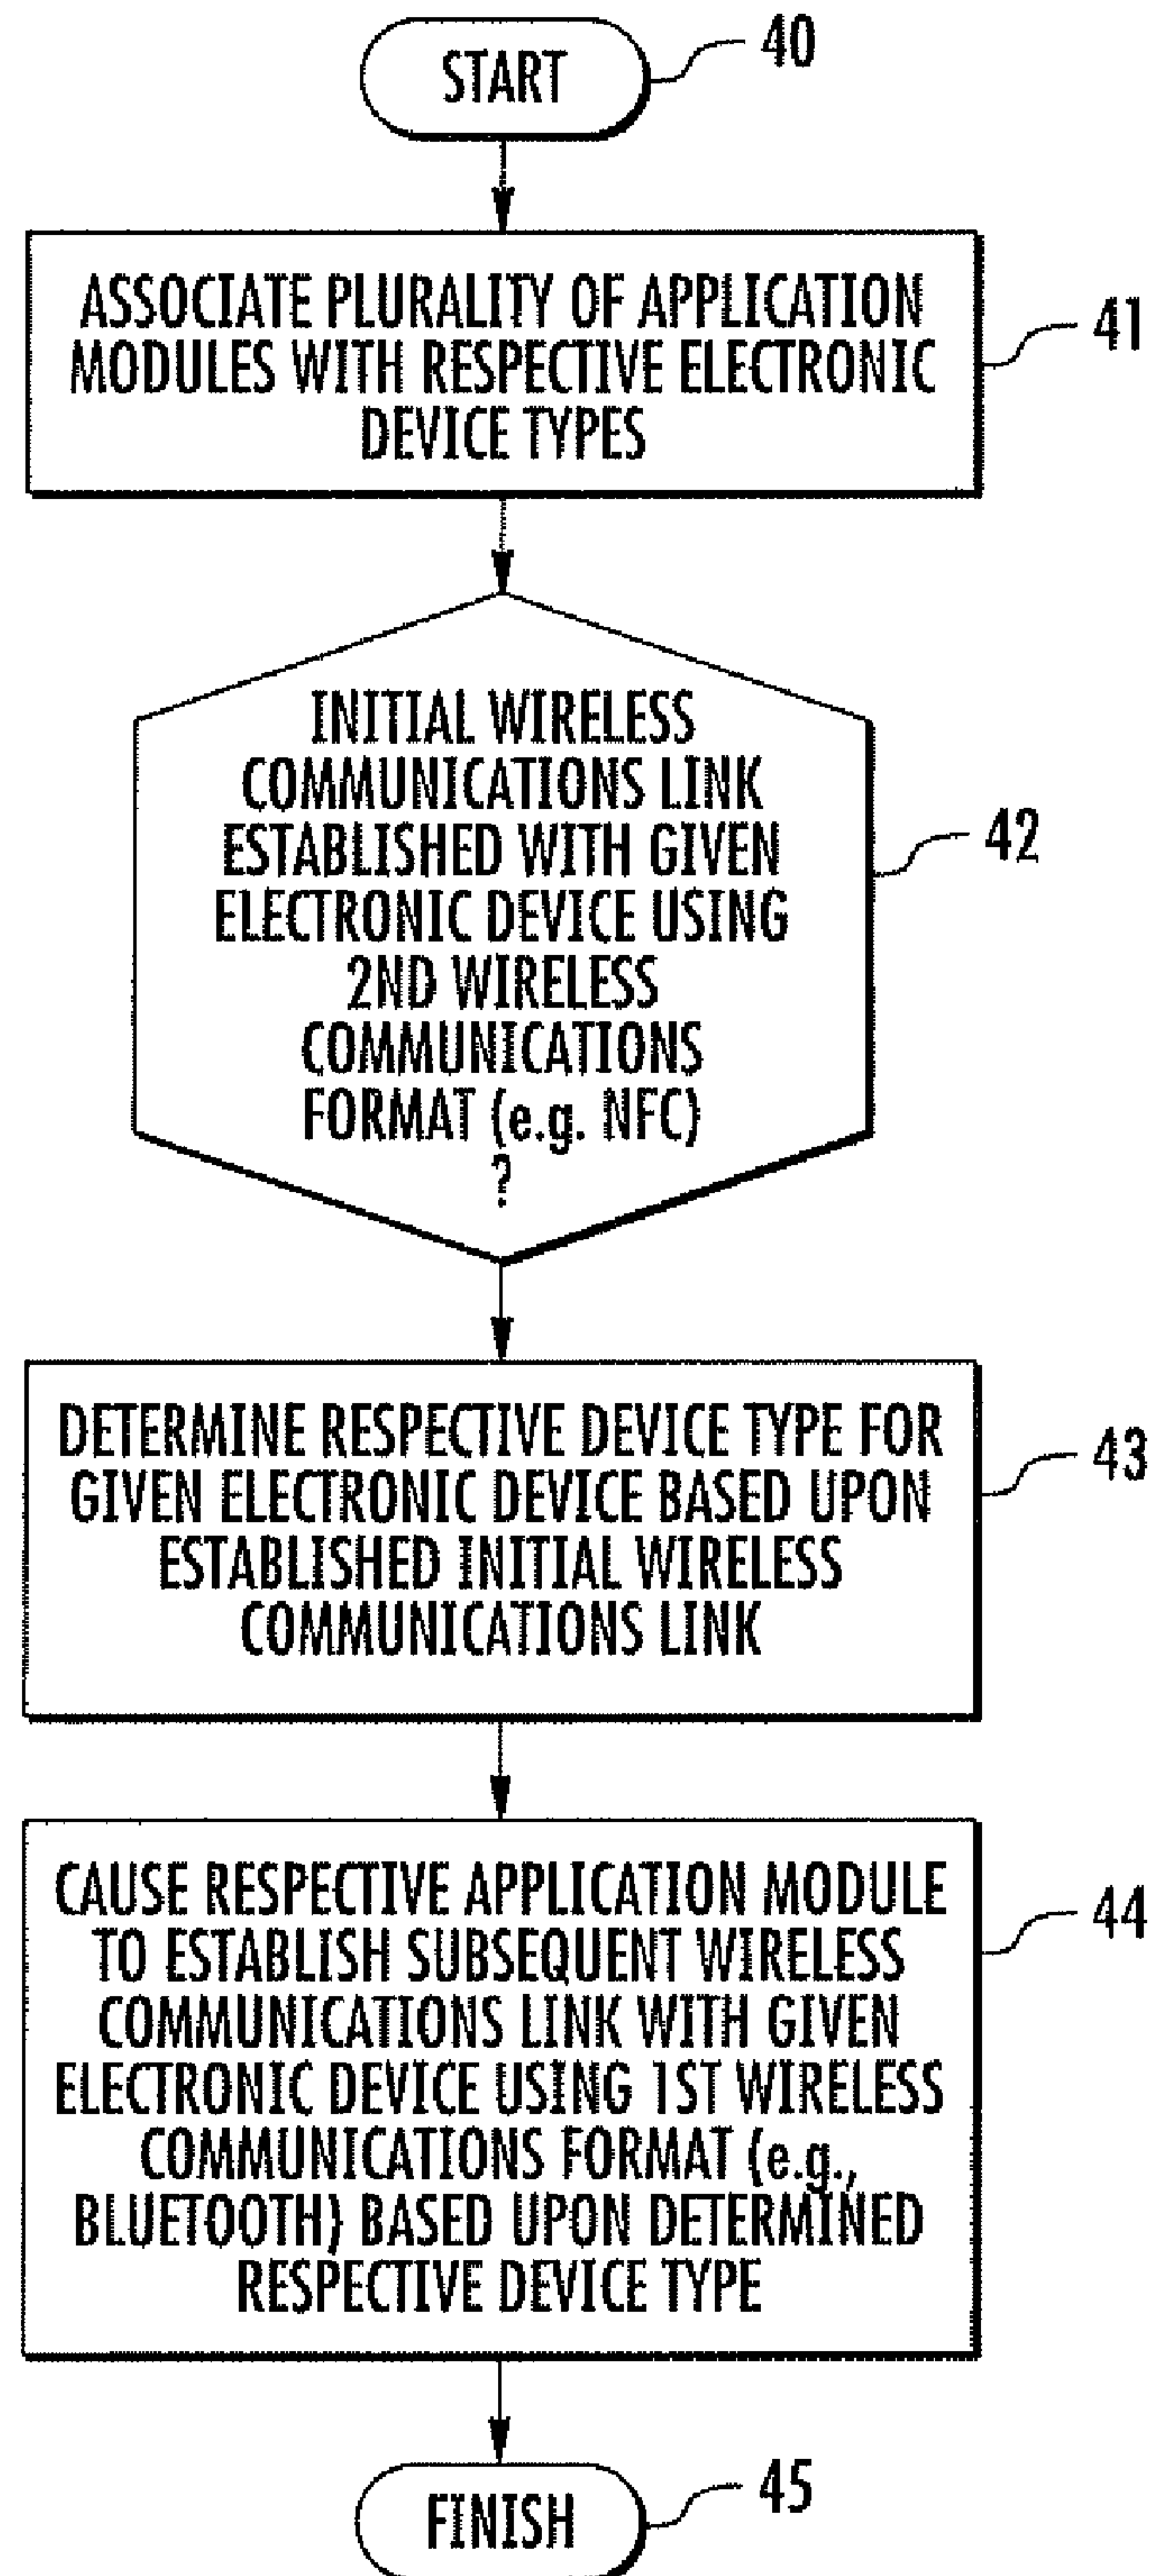 START
40
ASSOCIATE PLURALITY OF APPLICATION
MODULES WITH RESPECTIVE ELECTRONIC
DEVICE TYPES
41
INITIAL WIRELESS
COMMUNICATIONS LINK
ESTABLISHED WITH GIVEN
ELECTRONIC DEVICE USING
2ND WIRELESS
COMMUNICATIONS
FORMAT (e.g. NFC)
?
42
DETERMINE RESPECTIVE DEVICE TYPE FOR
GIVEN ELECTRONIC DEVICE BASED UPON
ESTABLISHED INITIAL WIRELESS
COMMUNICATIONS LINK
43
CAUSE RESPECTIVE APPLICATION MODULE
TO ESTABLISH SUBSEQUENT WIRELESS
COMMUNICATIONS LINK WITH GIVEN
ELECTRONIC DEVICE USING 1ST WIRELESS
COMMUNICATIONS FORMAT (e.g.,
BLUETOOTH) BASED UPON DETERMINED
RESPECTIVE DEVICE TYPE
44
FINISH
45